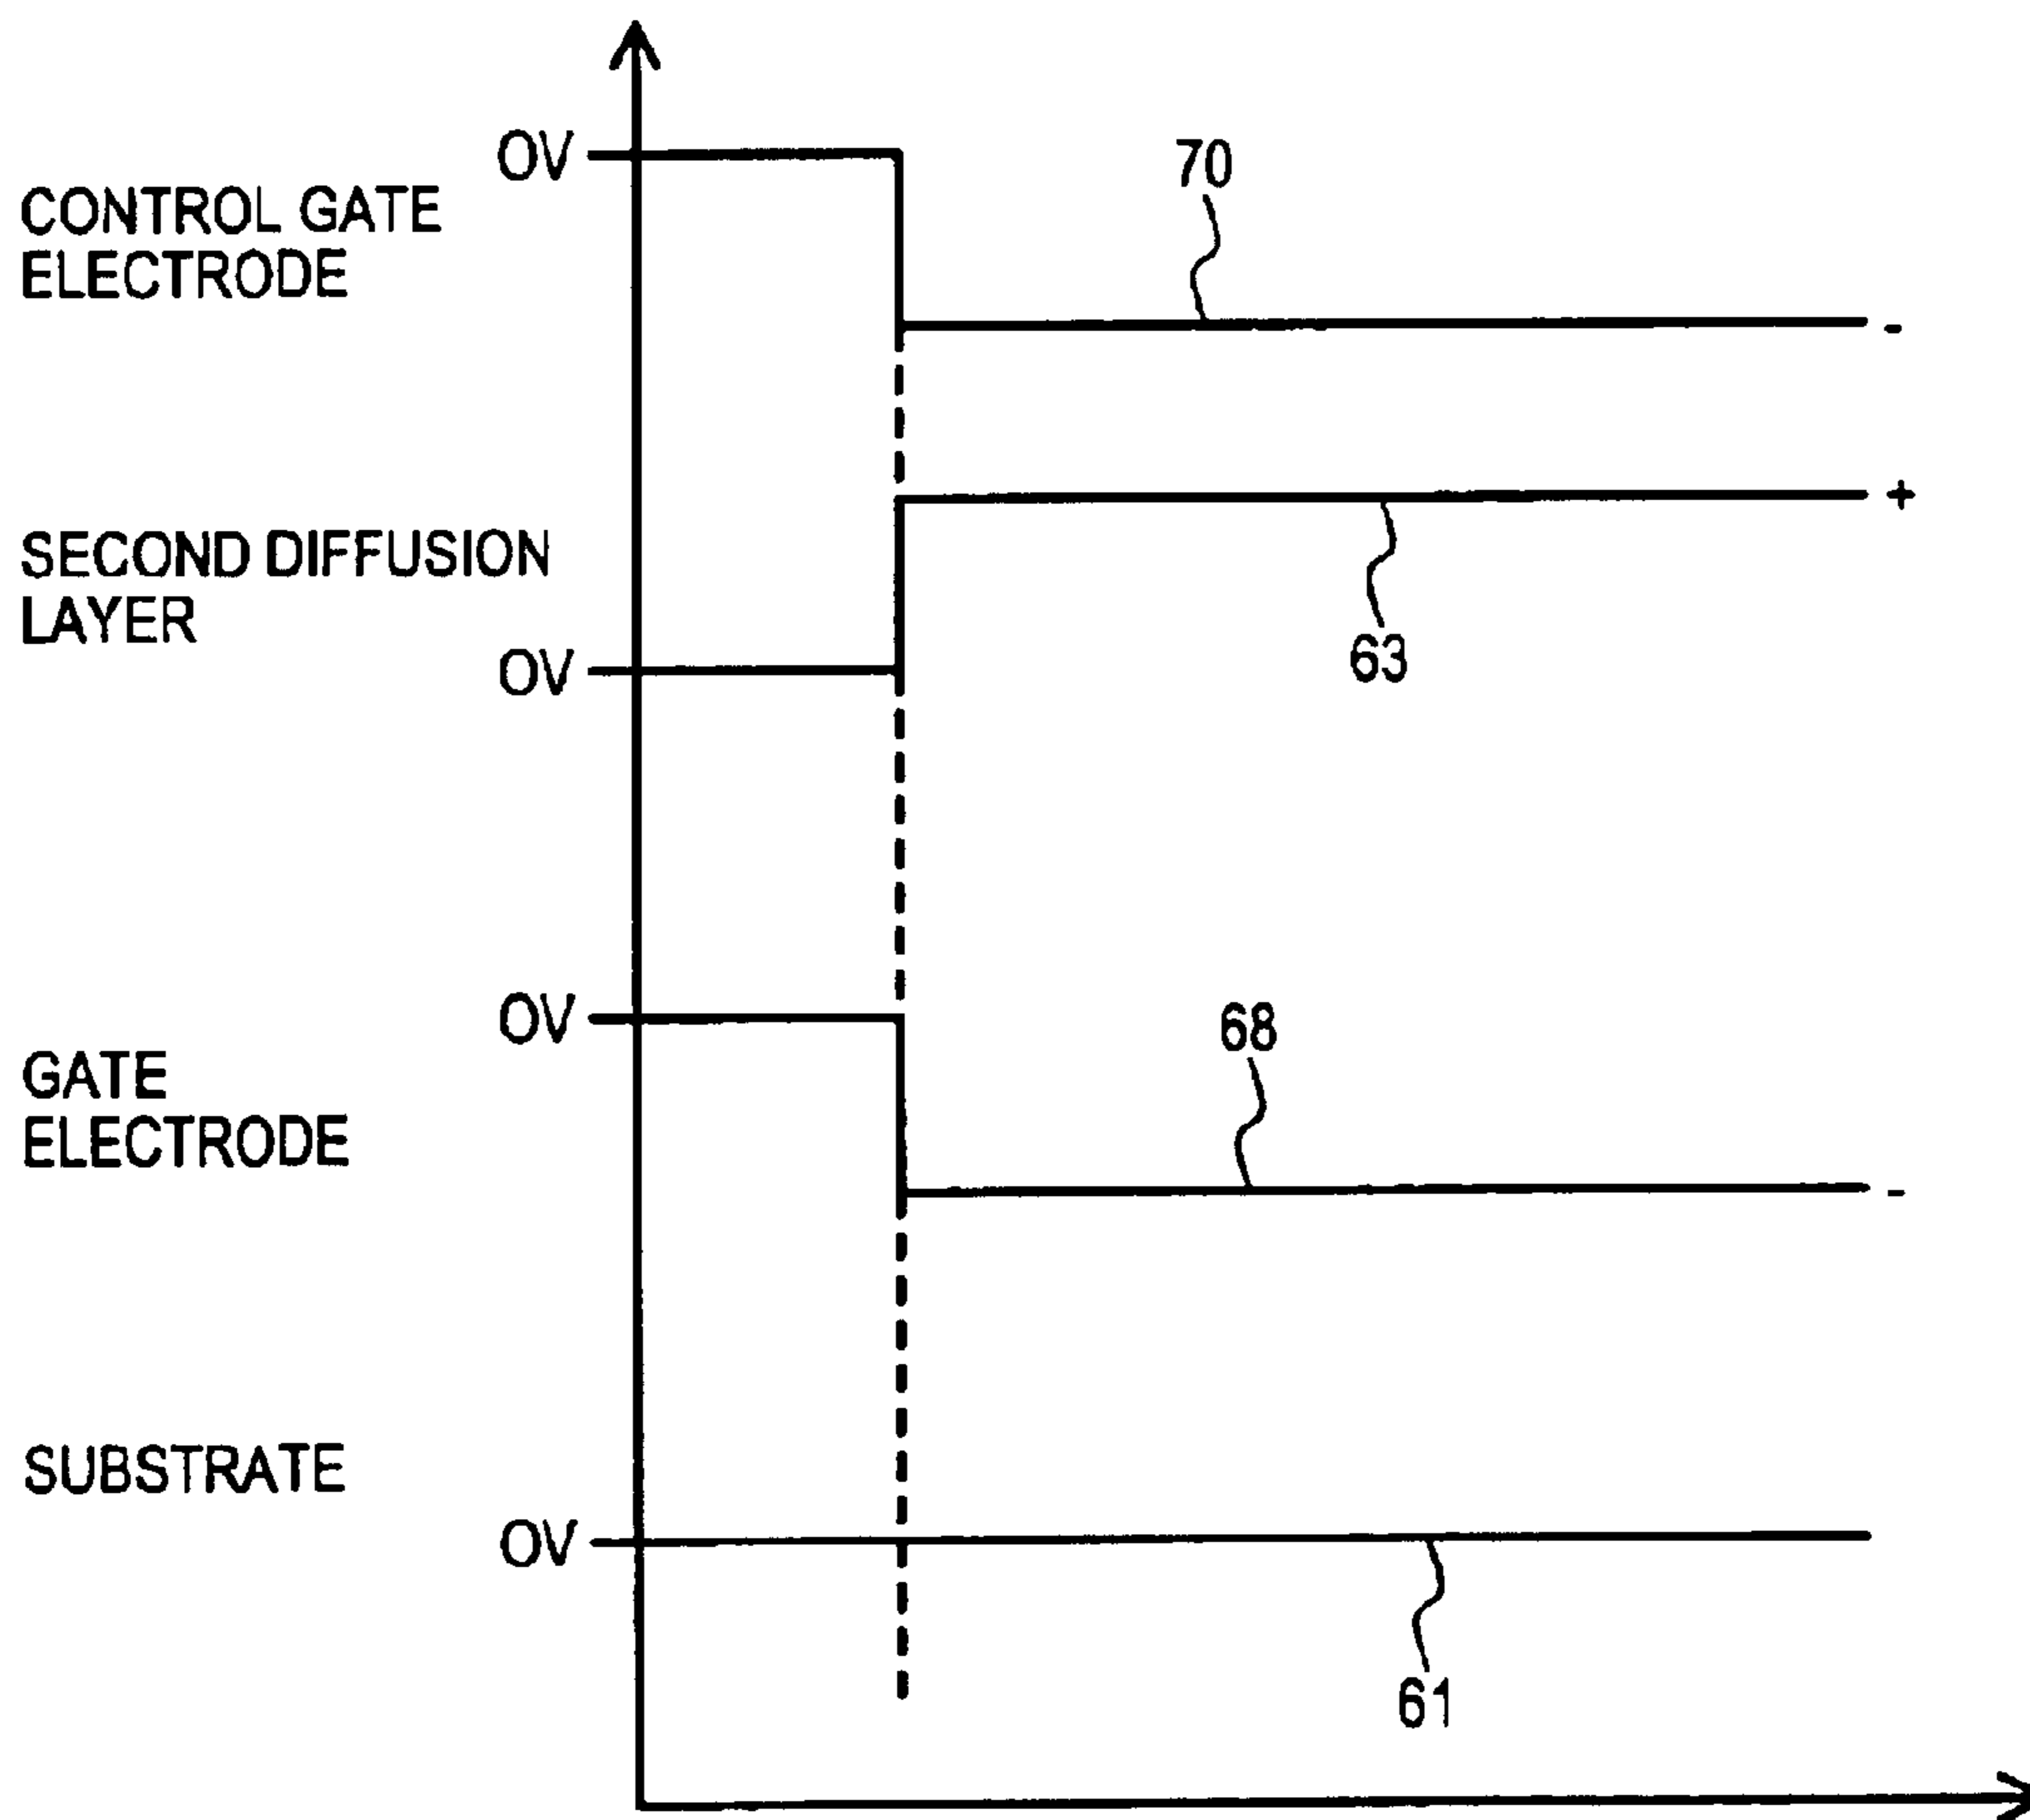 0V
70
CONTROL GATE
ELECTRODE
-
+
SECOND DIFFUSION
LAYER
63
0V
0V
68
GATE
ELECTRODE
-
SUBSTRATE
0V
61